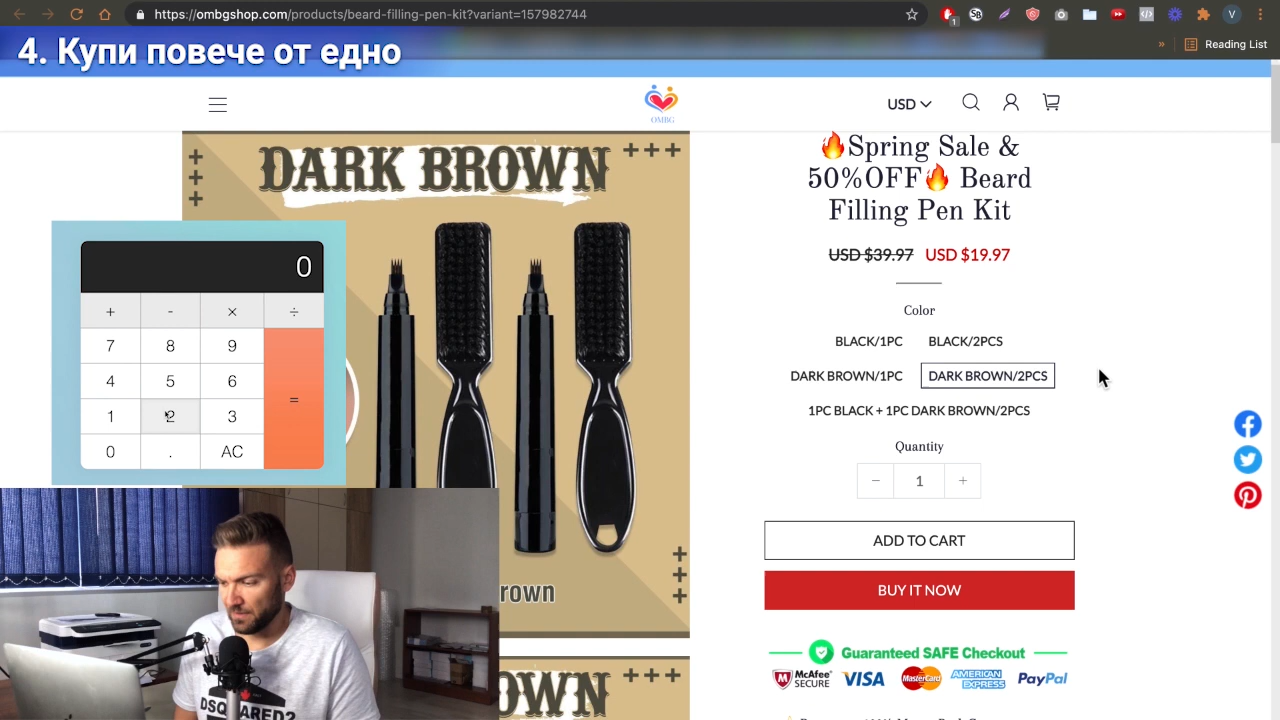 https://ombgshop.com/products/beard-filling-pen-kit?variant=157982744
1
V
4. Купи повече от едно
»
Reading List
OMBG
USD
DARK BROWN
+++
+
+
+
🔥Spring Sale &
50%OFF🔥 Beard
Filling Pen Kit
USD $39.97 USD $19.97
Color
BLACK/1PC BLACK/2PCS
DARK BROWN/1PC DARK BROWN/2PCS
1PC BLACK + 1PC DARK BROWN/2PCS
Quantity
− 1 +
ADD TO CART
BUY IT NOW
Guaranteed SAFE Checkout
McAfee SECURE VISA MasterCard AMERICAN EXPRESS PayPal
0
+ - × ÷
7 8 9
4 5 6
1 2 3 =
0 . AC
rown
+
+
+
OWN
+++
DSQUARED2